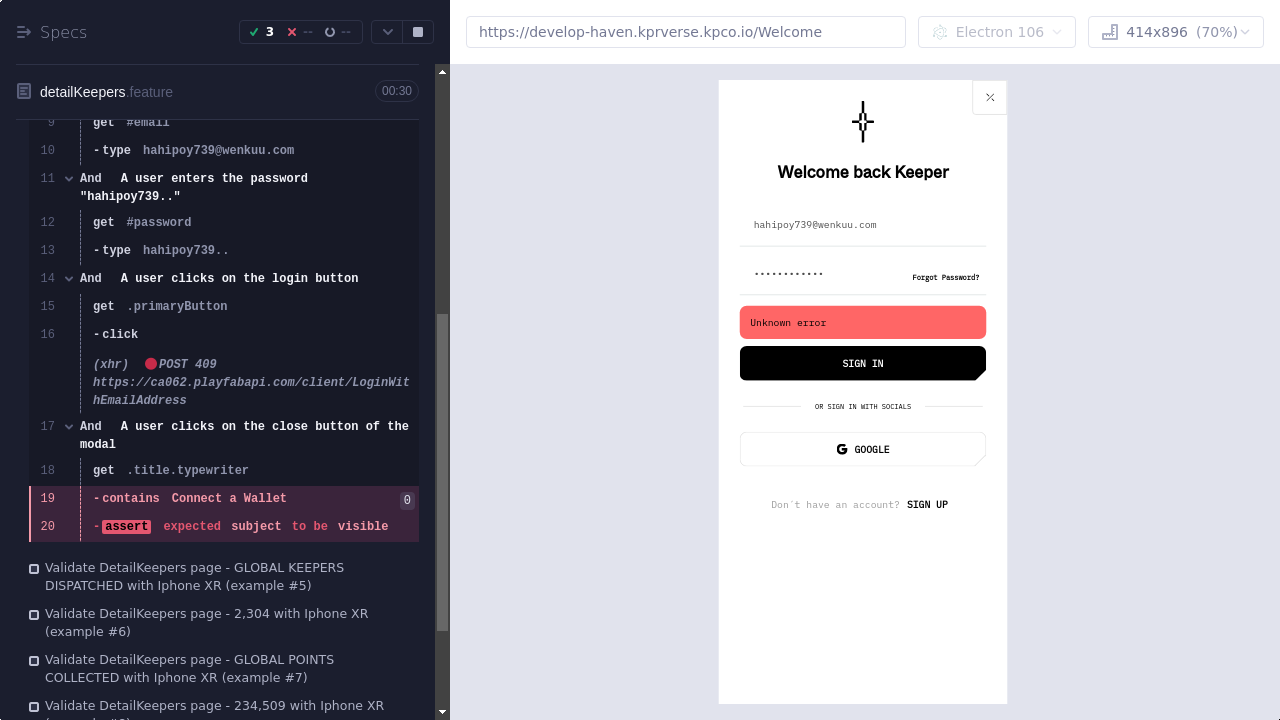 Specs
3
--
--
https://develop-haven.kprverse.kpco.io/Welcome
Electron 106
414x896 (70%)
detailKeepers.feature
00:30
9 get #email
10 -type hahipoy739@wenkuu.com
11 And A user enters the password
"hahipoy739.."
12 get #password
13 -type hahipoy739..
14 And A user clicks on the login button
15 get .primaryButton
16 -click
(xhr) POST 409
https://ca062.playfabapi.com/client/LoginWit
hEmailAddress
17 And A user clicks on the close button of the
modal
18 get .title.typewriter
19 -contains Connect a Wallet 0
20 -assert expected subject to be visible
Validate DetailKeepers page - GLOBAL KEEPERS
DISPATCHED with Iphone XR (example #5)
Validate DetailKeepers page - 2,304 with Iphone XR
(example #6)
Validate DetailKeepers page - GLOBAL POINTS
COLLECTED with Iphone XR (example #7)
Validate DetailKeepers page - 234,509 with Iphone XR
Welcome back Keeper
hahipoy739@wenkuu.com
Forgot Password?
Unknown error
SIGN IN
OR SIGN IN WITH SOCIALS
GOOGLE
Don´t have an account? SIGN UP